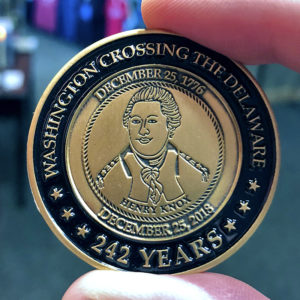 WASHINGTON CROSSING THE DELAWARE
DECEMBER 25, 1776
HENRY KNOX
DECEMBER 25, 2018
242 YEARS